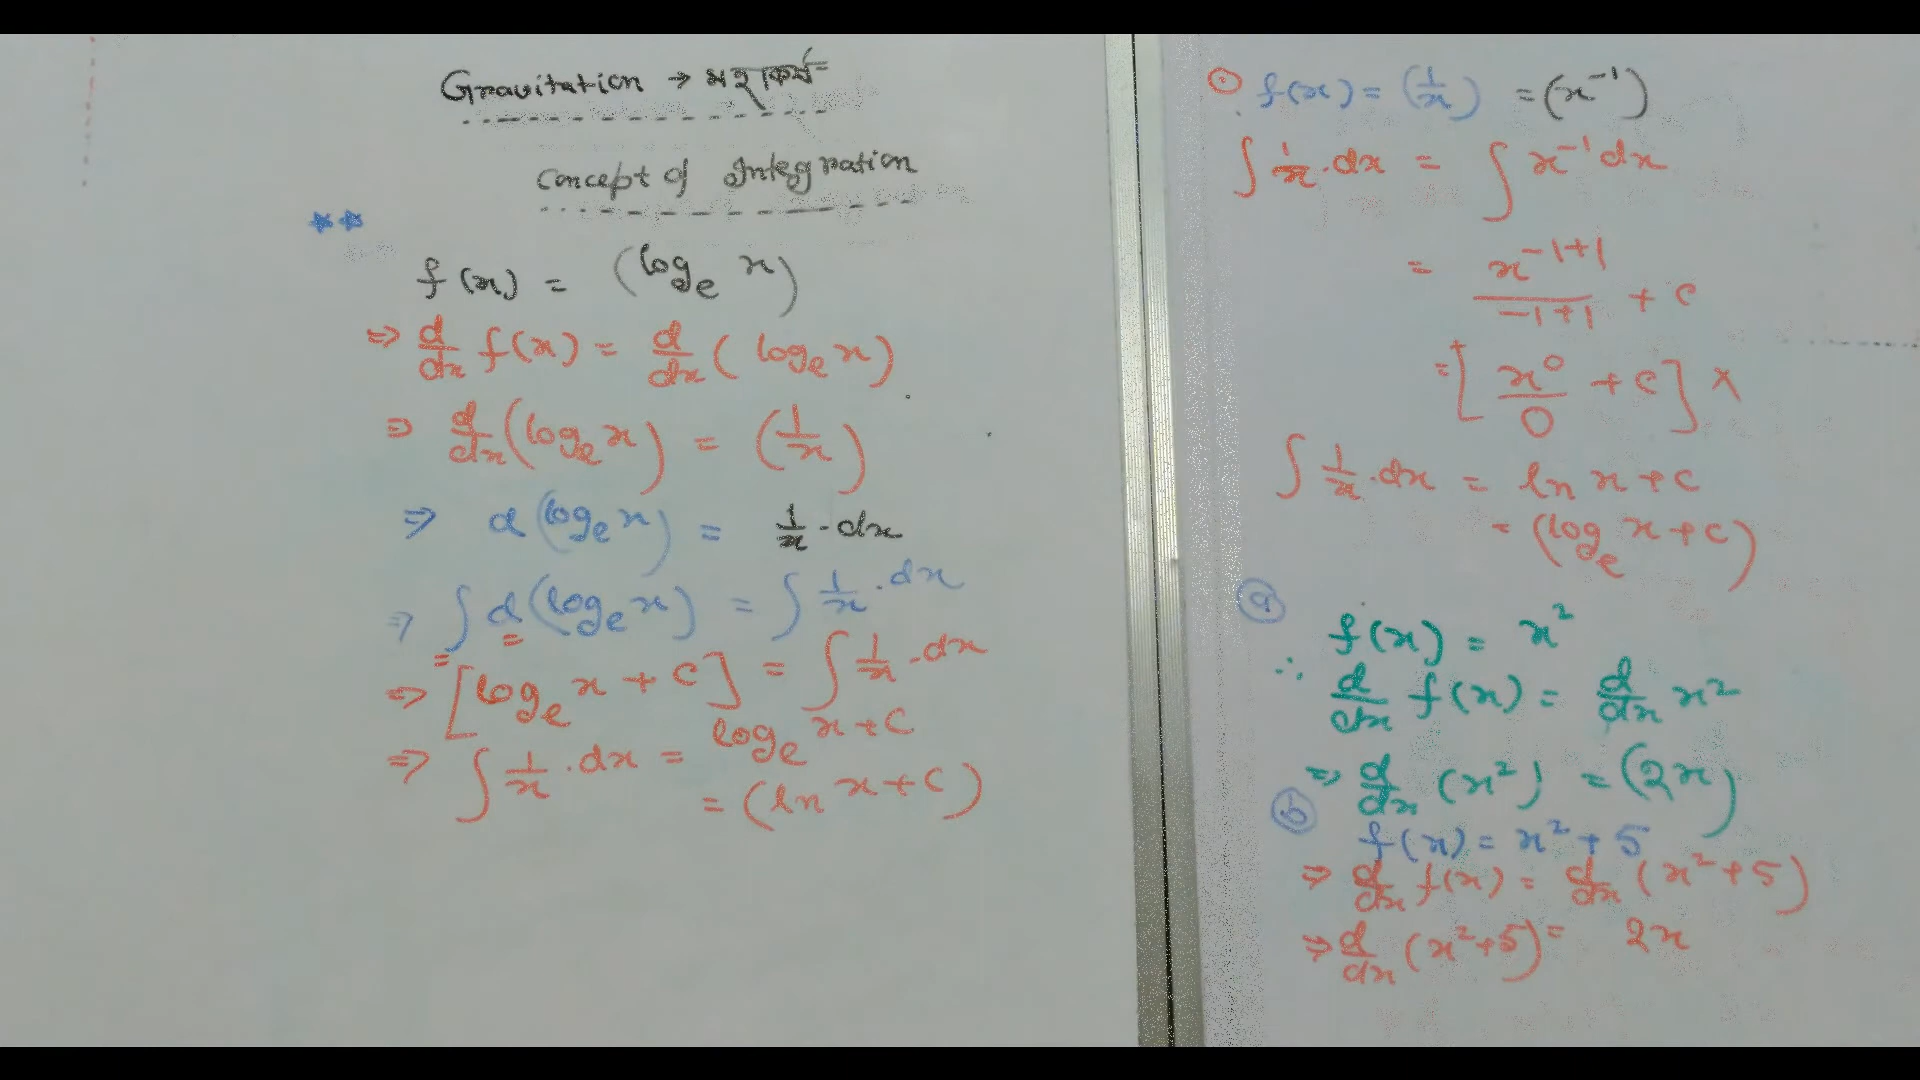 Gravitation → মহাকর্ষ
Concept of Integration
**
f(x) = (logₑ x)
⇒ d/dx f(x) = d/dx (logₑ x)
⇒ d/dx (logₑ x) = (1/x)
⇒ d (logₑ x) = 1/x · dx
⇒ ∫ d(logₑ x) = ∫ 1/x · dx
⇒ [logₑ x + c] = ∫ 1/x · dx
⇒ ∫ 1/x · dx = logₑ x + C
= (ln x + c)
f(x) = (1/x) = (x⁻¹)
∫ 1/x · dx = ∫ x⁻¹ dx
= x⁻¹⁺¹/-1+1 + c
= [x⁰/0 + c] ×
∫ 1/x · dx = ln x + c
= (logₑ x + c)
ⓐ
f(x) = x²
∴ d/dx f(x) = d/dx x²
⇒ d/dx (x²) = (2x)
ⓑ
f(x) = x² + 5
⇒ d/dx f(x) = d/dx (x² + 5)
⇒ d/dx (x² + 5) = 2x